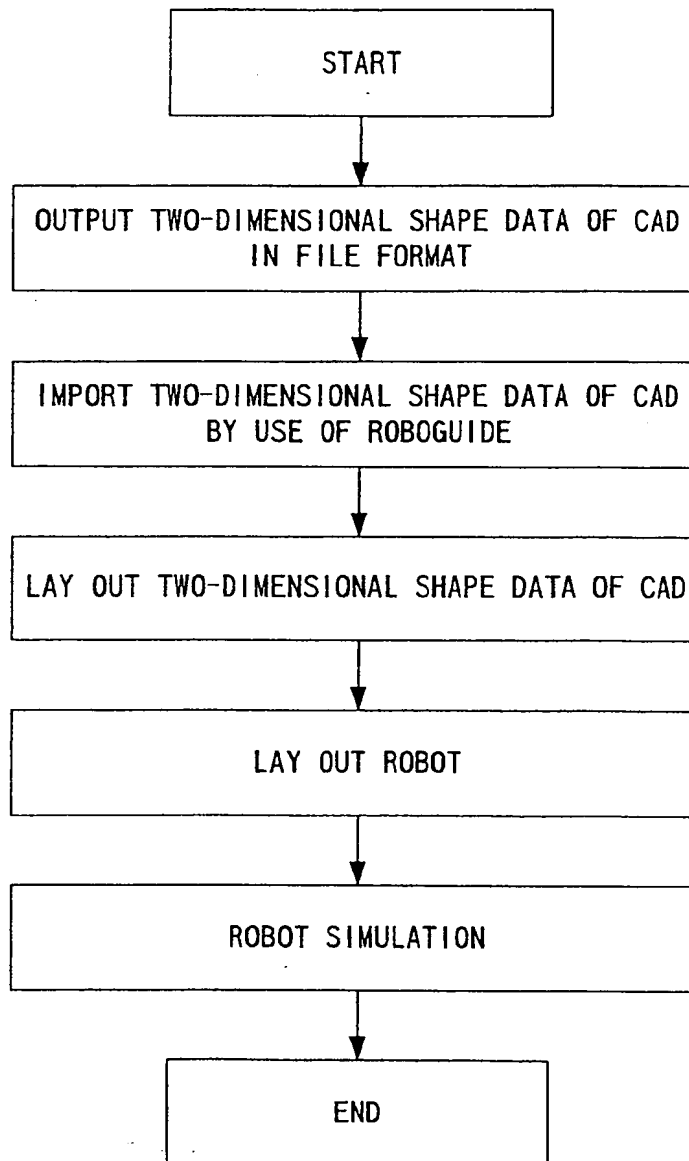 START
OUTPUT TWO-DIMENSIONAL SHAPE DATA OF CAD
IN FILE FORMAT
IMPORT TWO-DIMENSIONAL SHAPE DATA OF CAD
BY USE OF ROBOGUIDE
LAY OUT TWO-DIMENSIONAL SHAPE DATA OF CAD
LAY OUT ROBOT
ROBOT SIMULATION
END